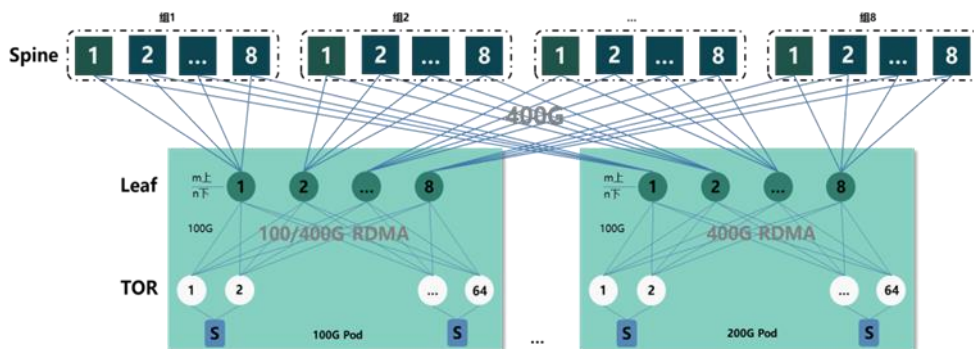 组1 组2 ... 组8
Spine 1 2 ... 8 1 2 ... 8 1 2 ... 8 1 2 ... 8
400G
Leaf m上 1 2 ... 8 m上 1 2 ... 8
n下 n下
100G 100/400G RDMA 100G 400G RDMA
TOR 1 2 ... 64 1 2 ... 64
S S S S
100G Pod ... 200G Pod